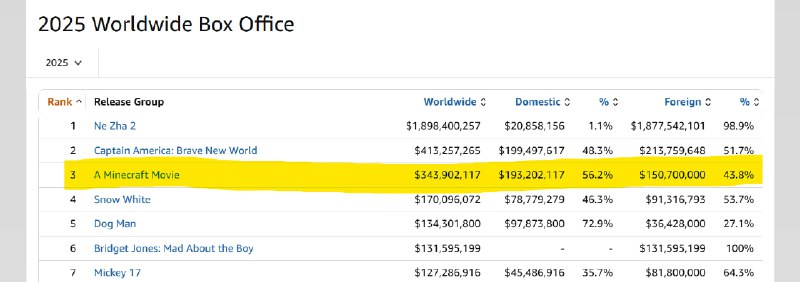 2025 Worldwide Box Office
2025
Rank Release Group Worldwide Domestic % Foreign %
1 Ne Zha 2 $1,898,400,257 $20,858,156 1.1% $1,877,542,101 98.9%
2 Captain America: Brave New World $413,257,265 $199,497,617 48.3% $213,759,648 51.7%
3 A Minecraft Movie $343,902,117 $193,202,117 56.2% $150,700,000 43.8%
4 Snow White $170,096,072 $78,779,279 46.3% $91,316,793 53.7%
5 Dog Man $134,301,800 $97,873,800 72.9% $36,428,000 27.1%
6 Bridget Jones: Mad About the Boy $131,595,199 - - $131,595,199 100%
7 Mickey 17 $127,286,916 $45,486,916 35.7% $81,800,000 64.3%